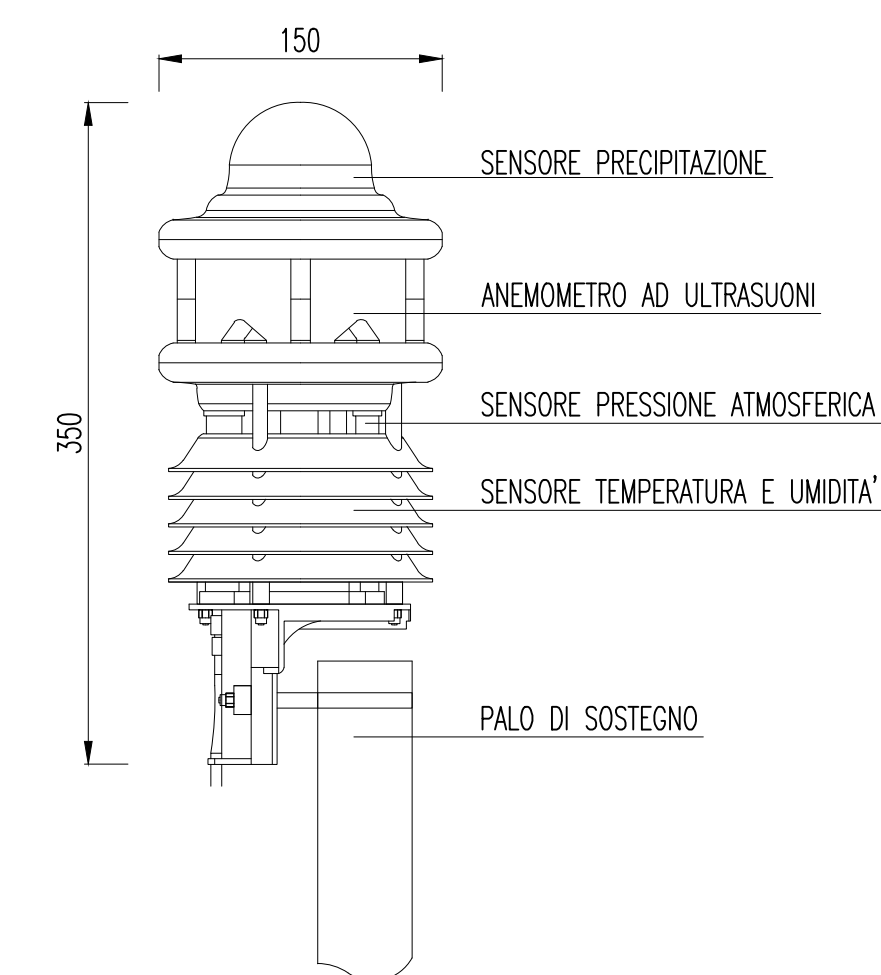 150
SENSORE PRECIPITAZIONE
ANEMOMETRO AD ULTRASUONI
350
SENSORE PRESSIONE ATMOSFERICA
SENSORE TEMPERATURA E UMIDITA'
PALO DI SOSTEGNO